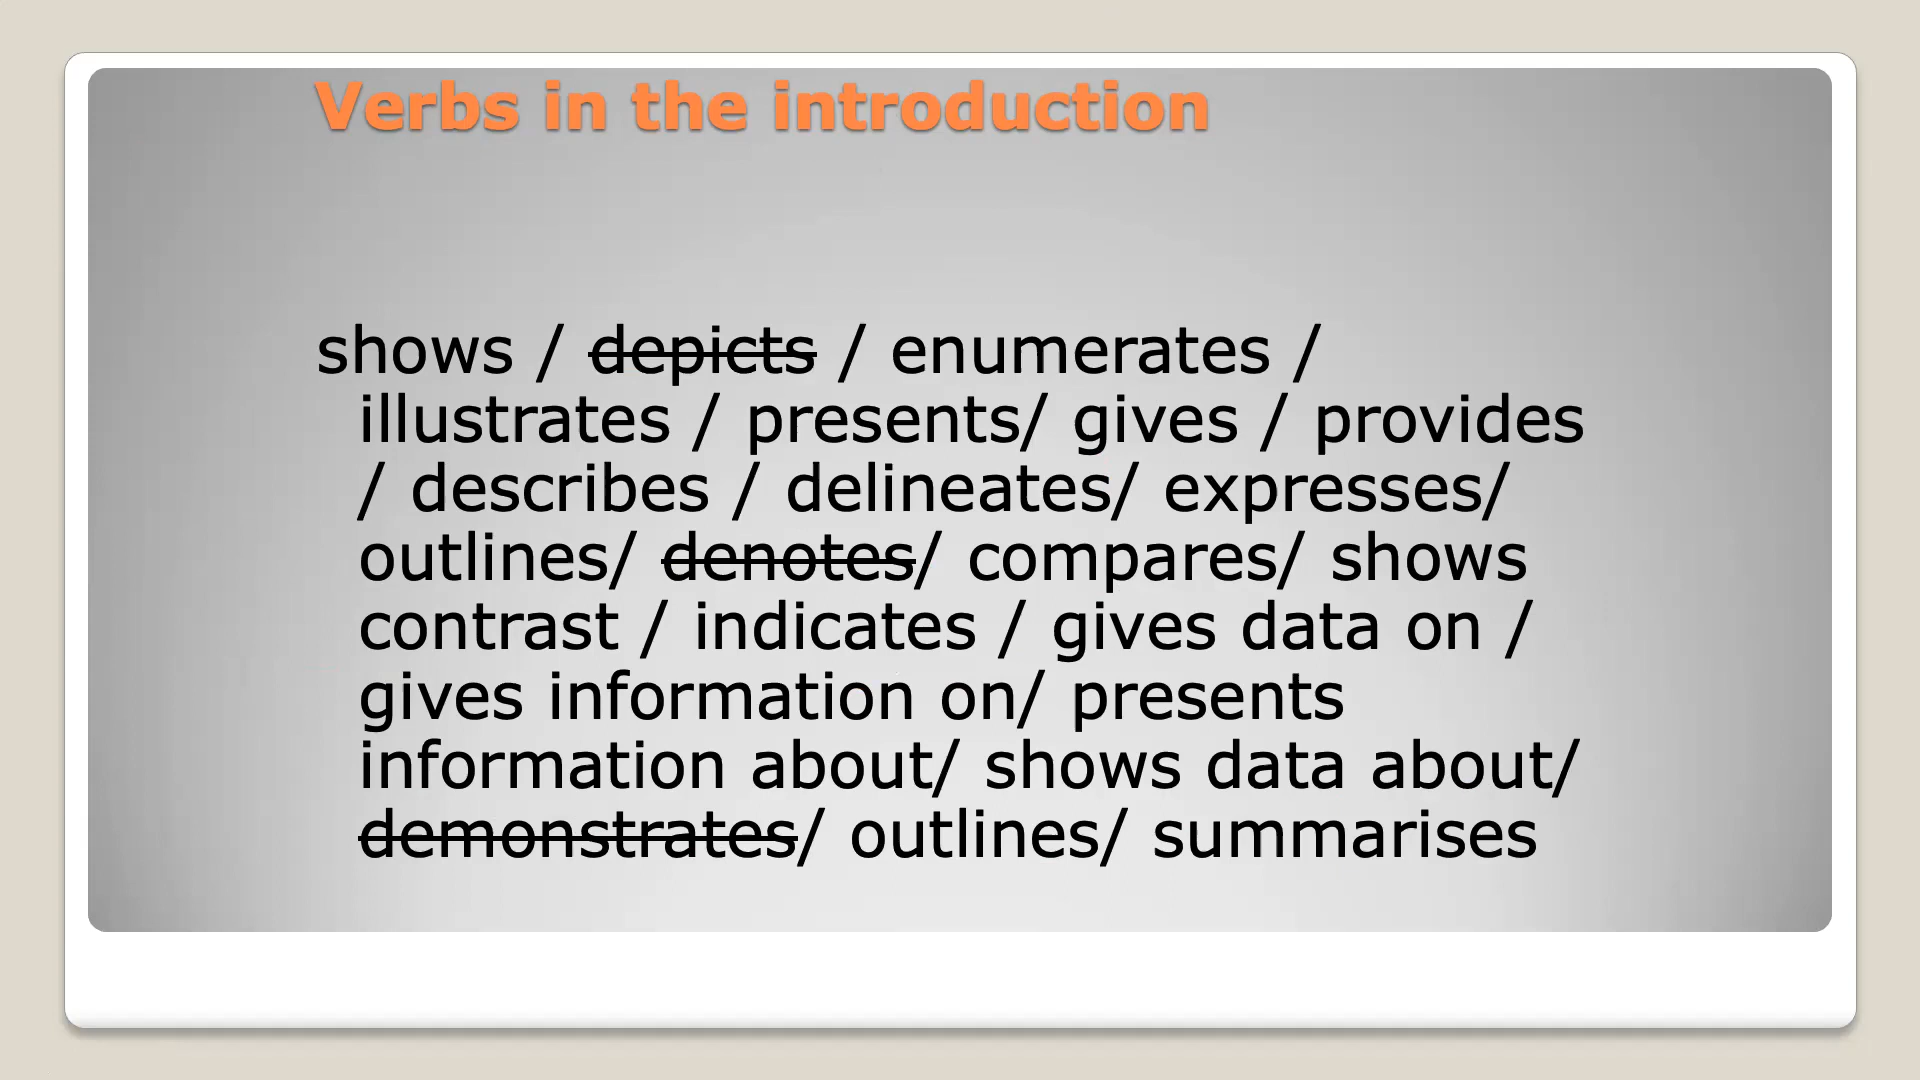 Verbs in the introduction
shows / depicts / enumerates /
illustrates / presents/ gives / provides
/ describes / delineates/ expresses/
outlines/ denotes/ compares/ shows
contrast / indicates / gives data on /
gives information on/ presents
information about/ shows data about/
demonstrates/ outlines/ summarises